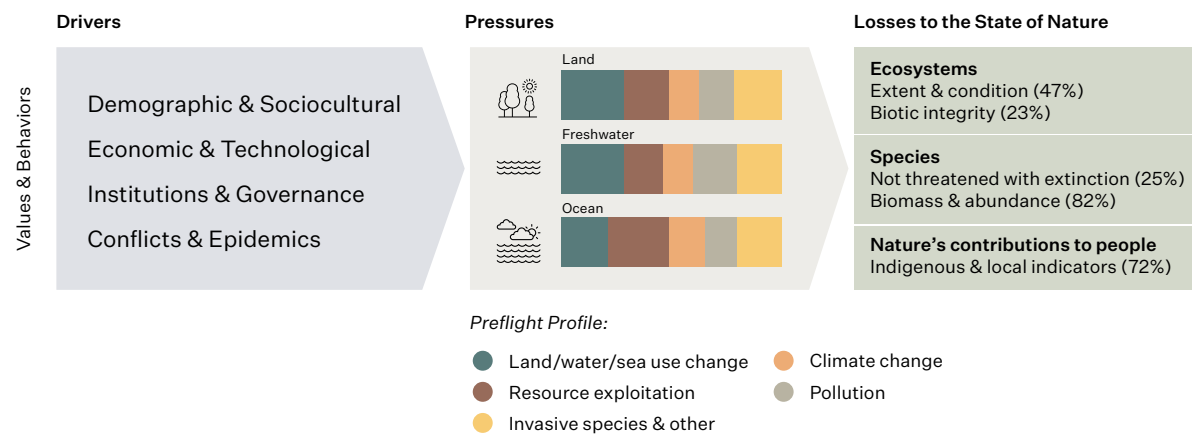 Drivers
Pressures
Losses to the State of Nature
Values & Behaviors
Demographic & Sociocultural
Economic & Technological
Institutions & Governance
Conflicts & Epidemics
Land
Freshwater
Ocean
Ecosystems
Extent & condition (47%)
Biotic integrity (23%)
Species
Not threatened with extinction (25%)
Biomass & abundance (82%)
Nature's contributions to people
Indigenous & local indicators (72%)
Preflight Profile:
Land/water/sea use change
Climate change
Resource exploitation
Pollution
Invasive species & other